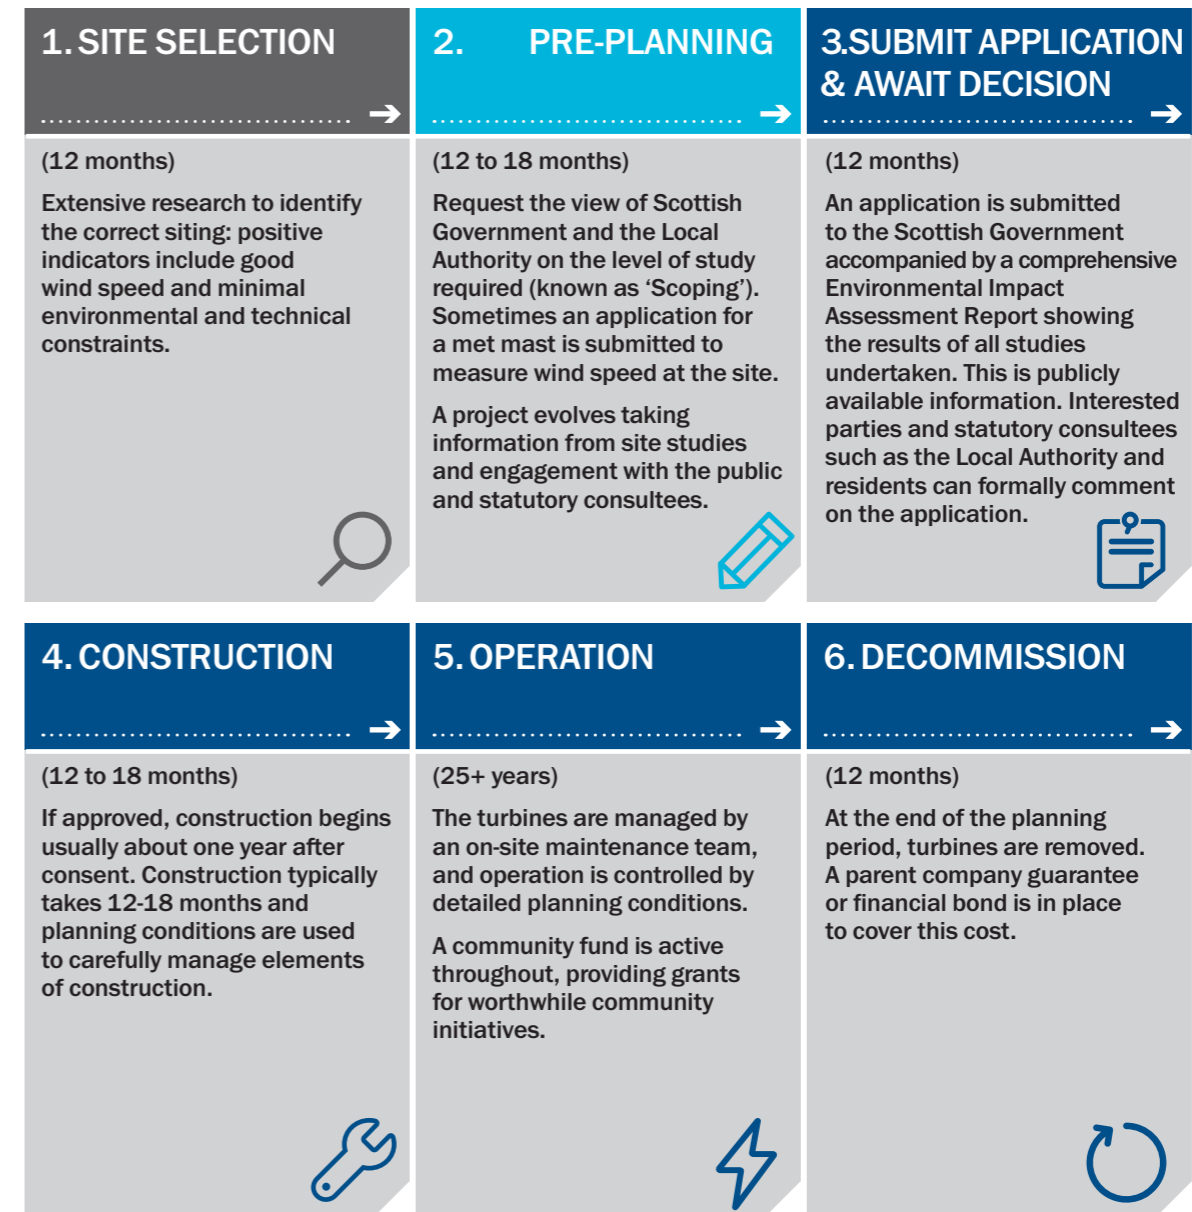 1. SITE SELECTION
(12 months)
Extensive research to identify
the correct siting: positive
indicators include good
wind speed and minimal
environmental and technical
constraints.
2. PRE-PLANNING
(12 to 18 months)
Request the view of Scottish
Government and the Local
Authority on the level of study
required (known as ‘Scoping’).
Sometimes an application for
a met mast is submitted to
measure wind speed at the site.
A project evolves taking
information from site studies
and engagement with the public
and statutory consultees.
3.SUBMIT APPLICATION
& AWAIT DECISION
(12 months)
An application is submitted
to the Scottish Government
accompanied by a comprehensive
Environmental Impact
Assessment Report showing
the results of all studies
undertaken. This is publicly
available information. Interested
parties and statutory consultees
such as the Local Authority and
residents can formally comment
on the application.
4. CONSTRUCTION
(12 to 18 months)
If approved, construction begins
usually about one year after
consent. Construction typically
takes 12-18 months and
planning conditions are used
to carefully manage elements
of construction.
5. OPERATION
(25+ years)
The turbines are managed by
an on-site maintenance team,
and operation is controlled by
detailed planning conditions.
A community fund is active
throughout, providing grants
for worthwhile community
initiatives.
6. DECOMMISSION
(12 months)
At the end of the planning
period, turbines are removed.
A parent company guarantee
or financial bond is in place
to cover this cost.